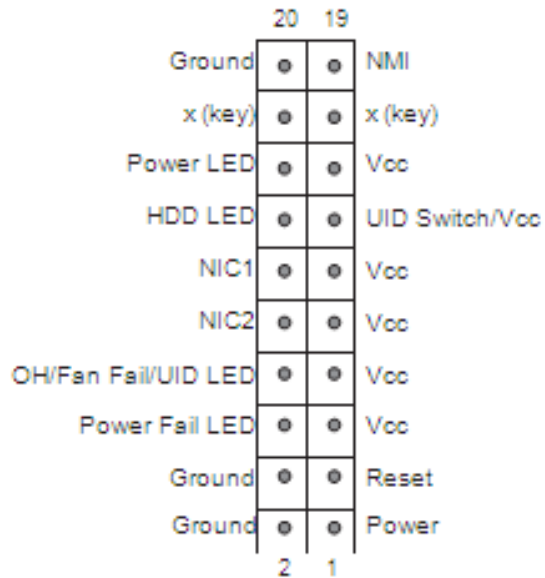 20 19
Ground NMI
x (key) x (key)
Power LED Vcc
HDD LED UID Switch/Vcc
NIC1 Vcc
NIC2 Vcc
OH/Fan Fail/UID LED Vcc
Power Fail LED Vcc
Ground Reset
Ground Power
2 1